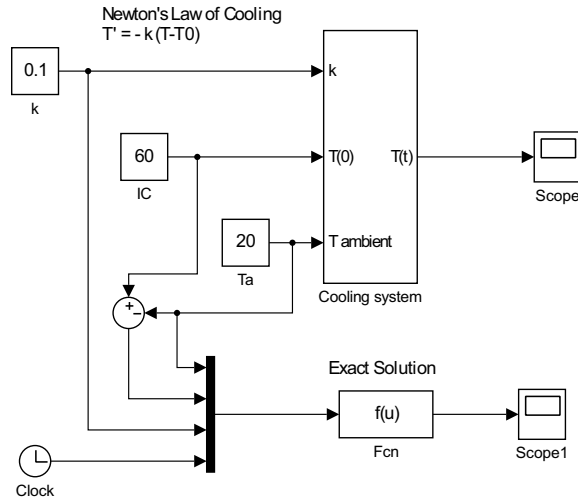 Newton's Law of Cooling
T' = - k (T-T0)
0.1
k
k
60
IC
T(0)
T(t)
Scope
20
Ta
T ambient
Cooling system
+
−
Exact Solution
f(u)
Fcn
Scope1
Clock